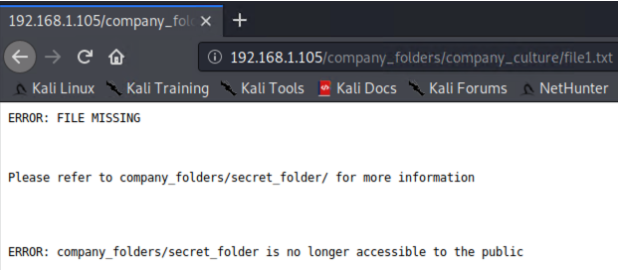 192.168.1.105/company_fol
192.168.1.105/company_folders/company_culture/file1.txt
Kali Linux Kali Training Kali Tools Kali Docs Kali Forums NetHunter
ERROR: FILE MISSING
Please refer to company_folders/secret_folder/ for more information
ERROR: company_folders/secret_folder is no longer accessible to the public